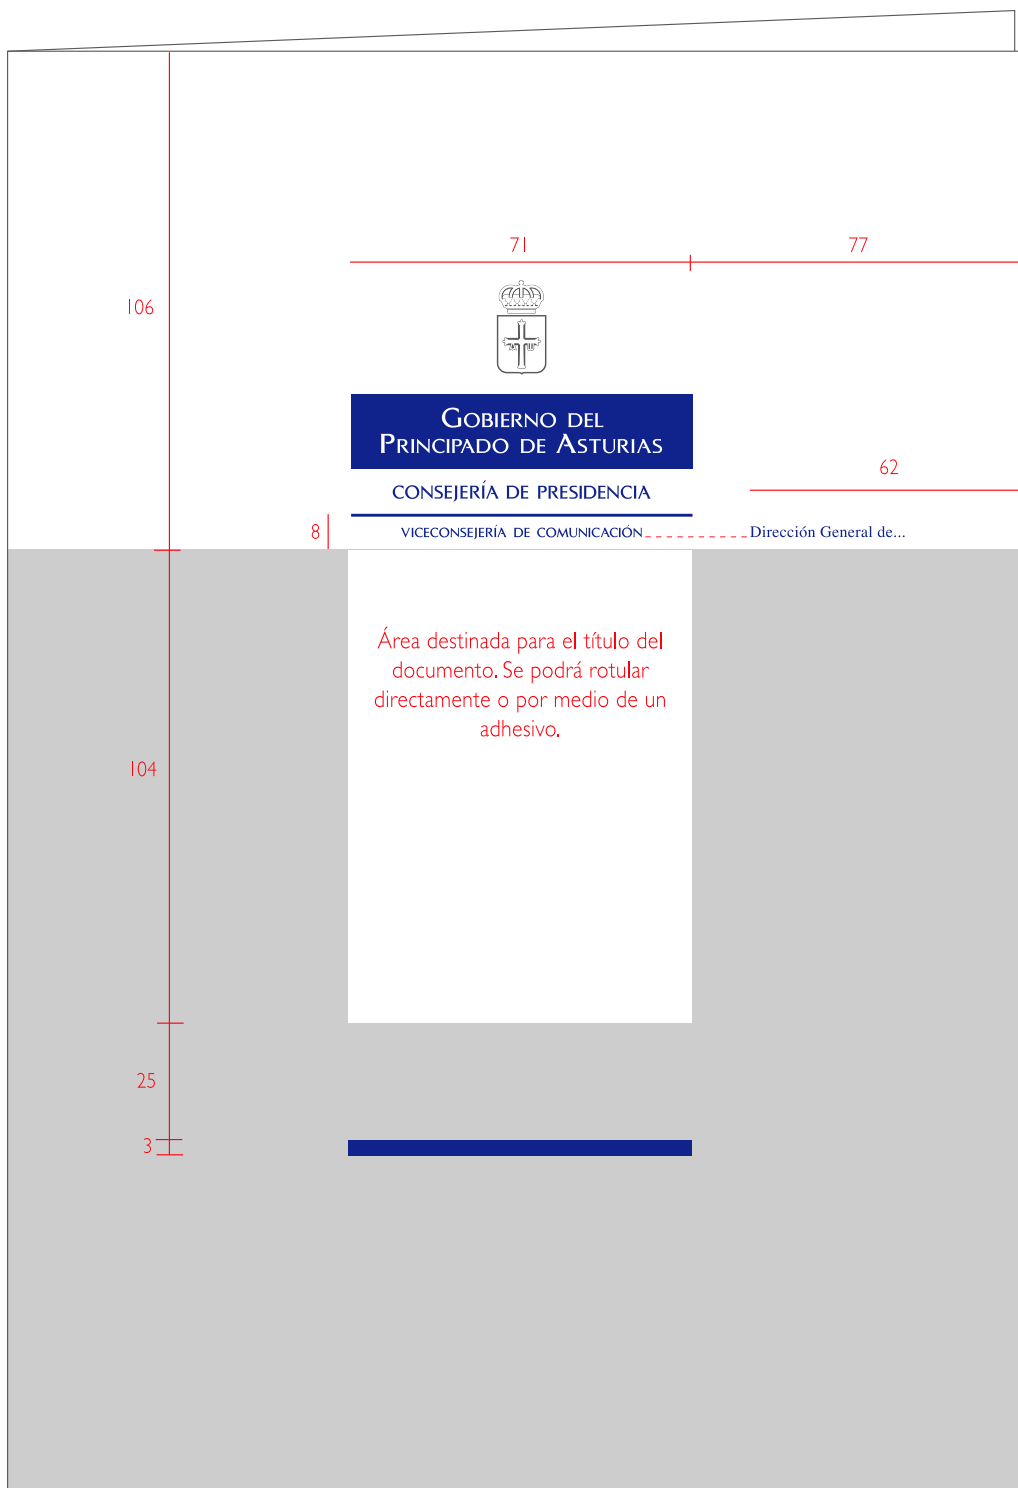 71
77
106
GOBIERNO DEL
PRINCIPADO DE ASTURIAS
62
CONSEJERÍA DE PRESIDENCIA
8
VICECONSEJERÍA DE COMUNICACIÓN
Dirección General de...
Área destinada para el título del
documento. Se podrá rotular
directamente o por medio de un
adhesivo.
104
25
3